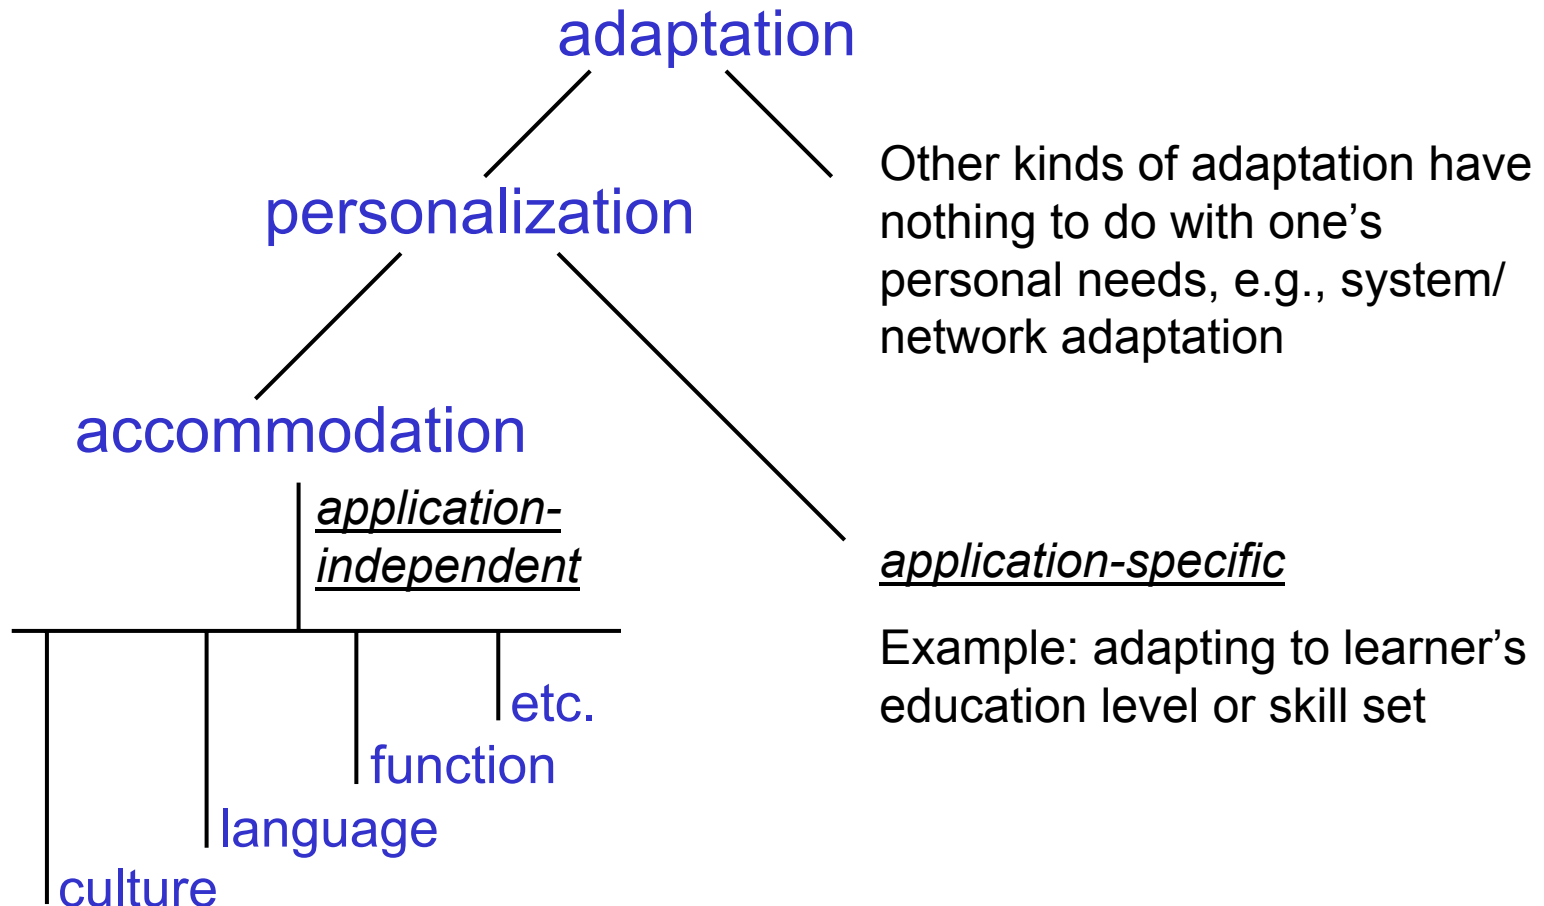 adaptation
personalization
Other kinds of adaptation have
nothing to do with one’s
personal needs, e.g., system/
network adaptation
accommodation
application-
independent
application-specific
Example: adapting to learner’s
education level or skill set
etc.
function
language
culture